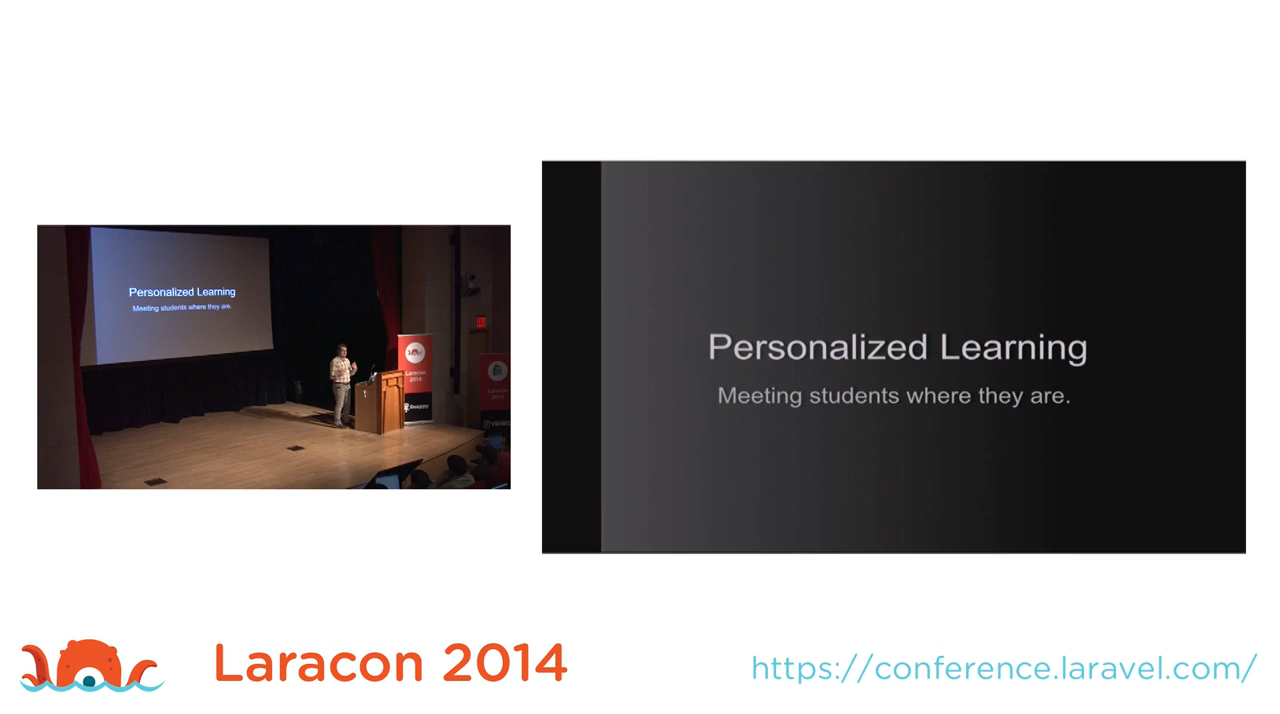 Personalized Learning
Meeting students where they are.
Laracon
2014
Snappy
Personalized Learning
Meeting students where they are.
Laracon 2014
https://conference.laravel.com/